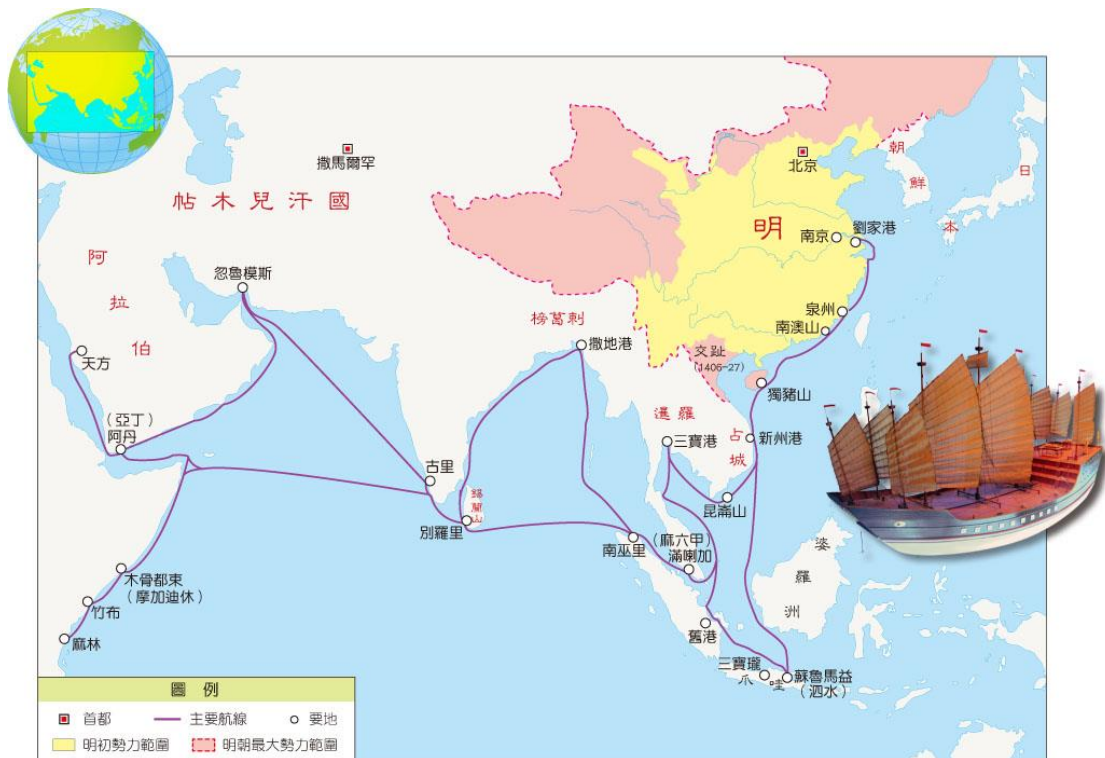 撒馬爾罕
帖木兒汗國
阿拉伯
忽魯模斯
天方
（亞丁）
阿丹
木骨都束
（摩加迪休）
竹布
麻林
古里
別羅里
錫蘭山
榜葛剌
撒地港
北京
明
南京
劉家港
朝鮮
日本
泉州
南澳山
交趾
(1406-27)
獨豬山
暹羅
三寶港
占城
新州港
昆崙山
南巫里
（麻六甲）
滿喇加
婆羅洲
舊港
三寶瓏
爪哇
蘇魯馬益
（泗水）
圖例
首都
主要航線
要地
明初勢力範圍
明朝最大勢力範圍